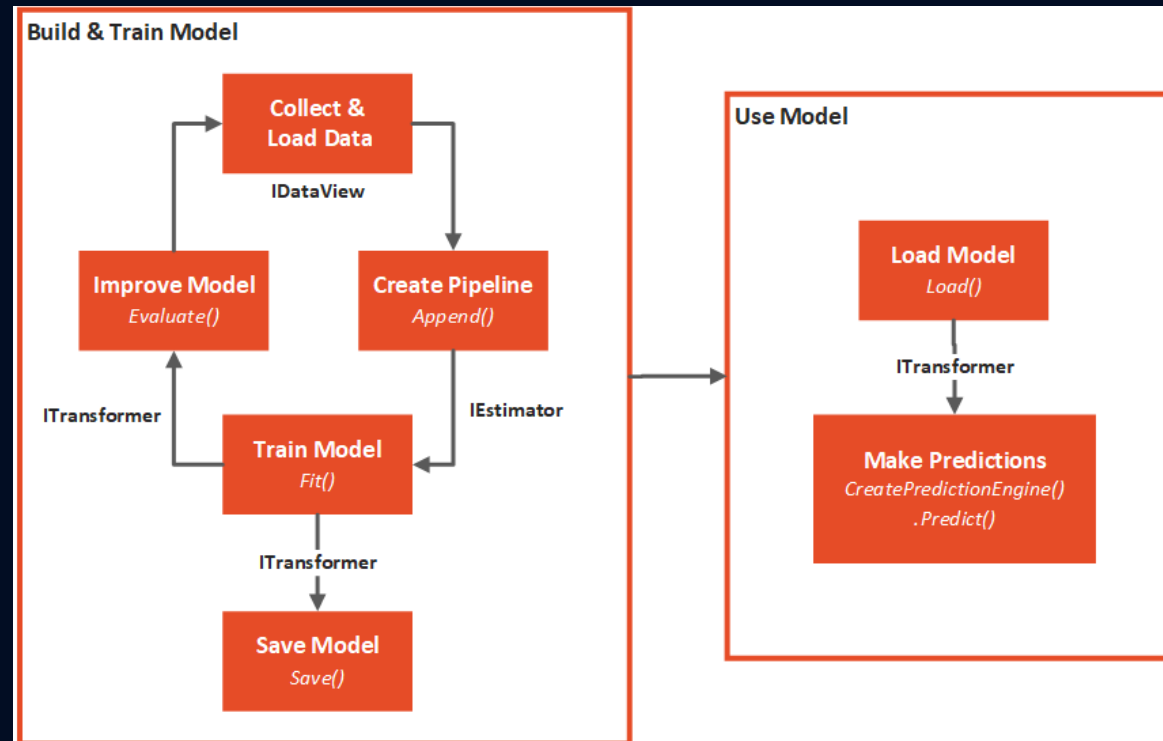 Build & Train Model
Collect &
Load Data
IDataView
Improve Model
Evaluate()
Create Pipeline
Append()
ITransformer
IEstimator
Train Model
Fit()
ITransformer
Save Model
Save()
Use Model
Load Model
Load()
ITransformer
Make Predictions
CreatePredictionEngine()
.Predict()